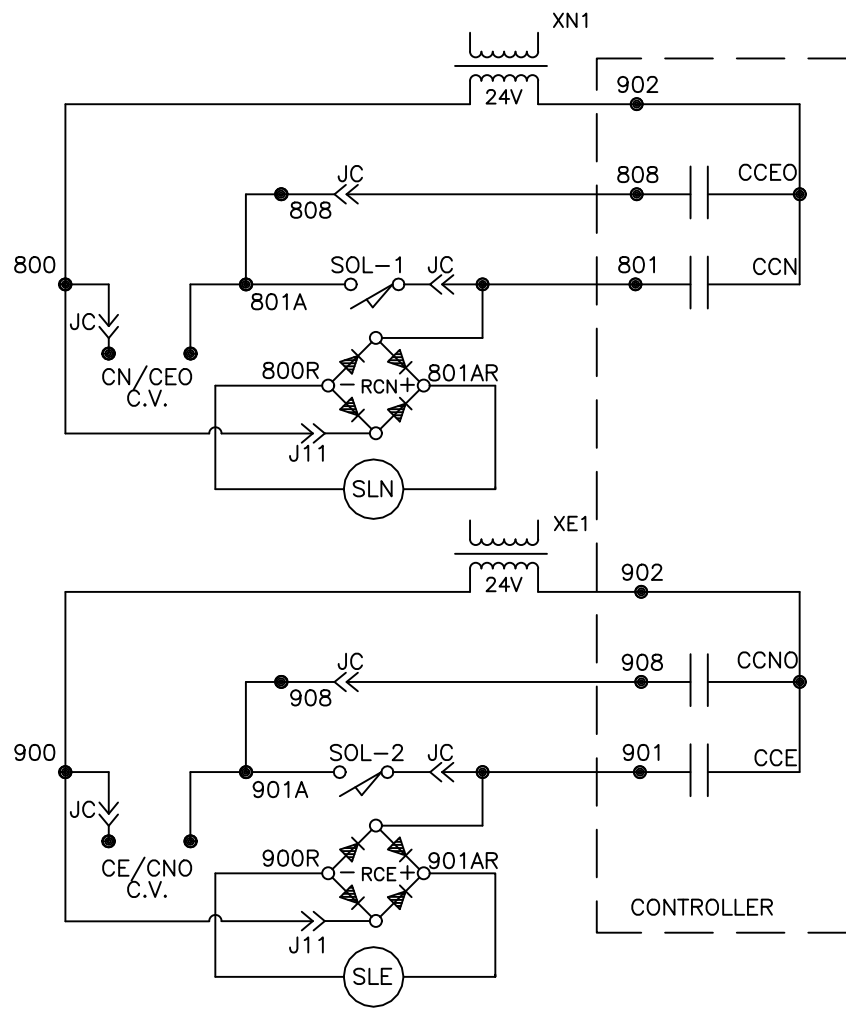 XN1
24V
902
JC
808
808
CCEO
800
SOL-1
JC
801
CCN
801A
JC
CN/CEO
C.V.
800R
- RCN +
801AR
J11
SLN
XE1
24V
902
JC
908
908
CCNO
900
SOL-2
JC
901
CCE
901A
JC
CE/CNO
C.V.
900R
- RCE +
901AR
J11
CONTROLLER
SLE